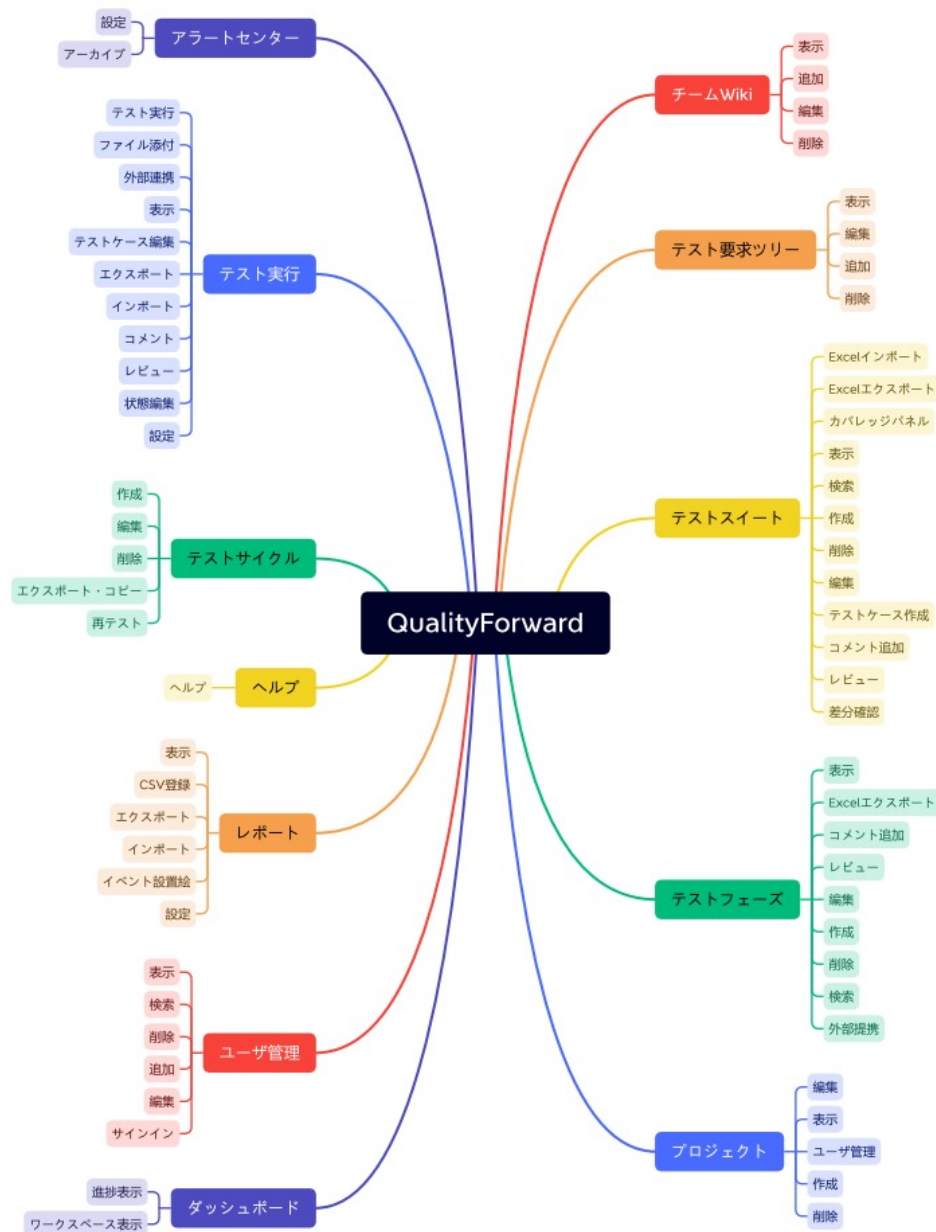 QualityForward
チームWiki
表示
追加
編集
削除
テスト要求ツリー
表示
編集
追加
削除
テストスイート
Excelインポート
Excelエクスポート
カバレッジパネル
表示
検索
作成
削除
編集
テストケース作成
コメント追加
レビュー
差分確認
テストフェーズ
表示
Excelエクスポート
コメント追加
レビュー
編集
作成
削除
検索
外部提携
プロジェクト
編集
表示
ユーザ管理
作成
削除
アラートセンター
設定
アーカイブ
テスト実行
テスト実行
ファイル添付
外部連携
表示
テストケース編集
エクスポート
インポート
コメント
レビュー
状態編集
設定
テストサイクル
作成
編集
削除
エクスポート・コピー
再テスト
ヘルプ
ヘルプ
レポート
表示
CSV登録
エクスポート
インポート
イベント設置絵
設定
ユーザ管理
表示
検索
削除
追加
編集
サインイン
ダッシュボード
進捗表示
ワークスペース表示